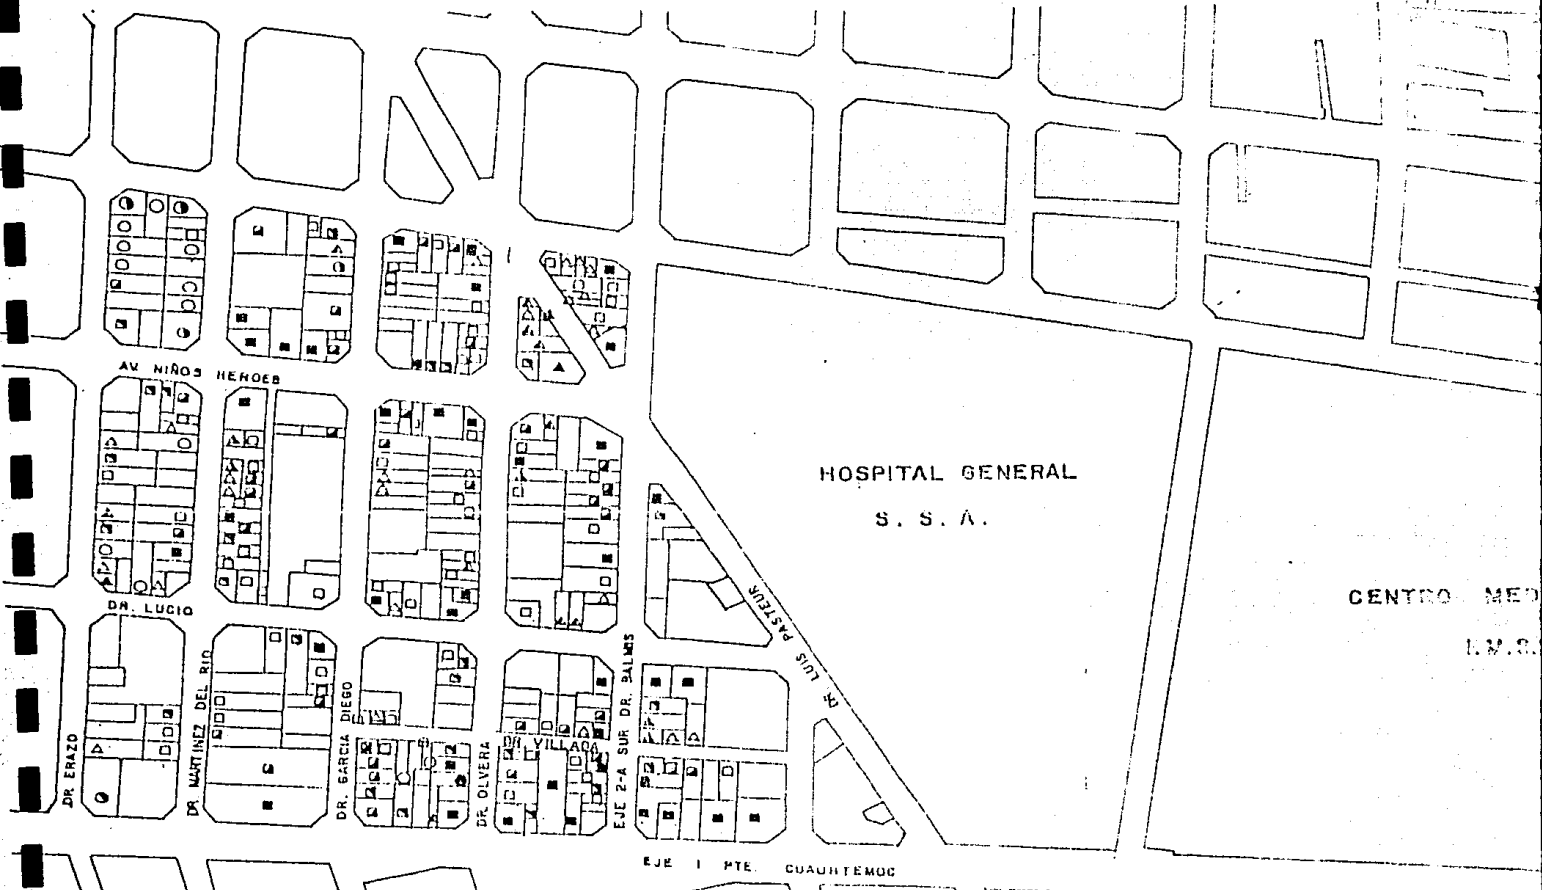 AV. NIÑOS HEROES
HOSPITAL GENERAL
S. S. A.
CENTRO MED
DR. LUCIO
DR. LUIS PASTEUR
DR. ERAZO
DR. MARTINEZ DEL RIO
DR. GARCIA DIEGO
DR. OLVERA
DR. VILLADA
EJE 2-A SUR DR. BALMIS
EJE 1 PTE. CUAUHTEMOC